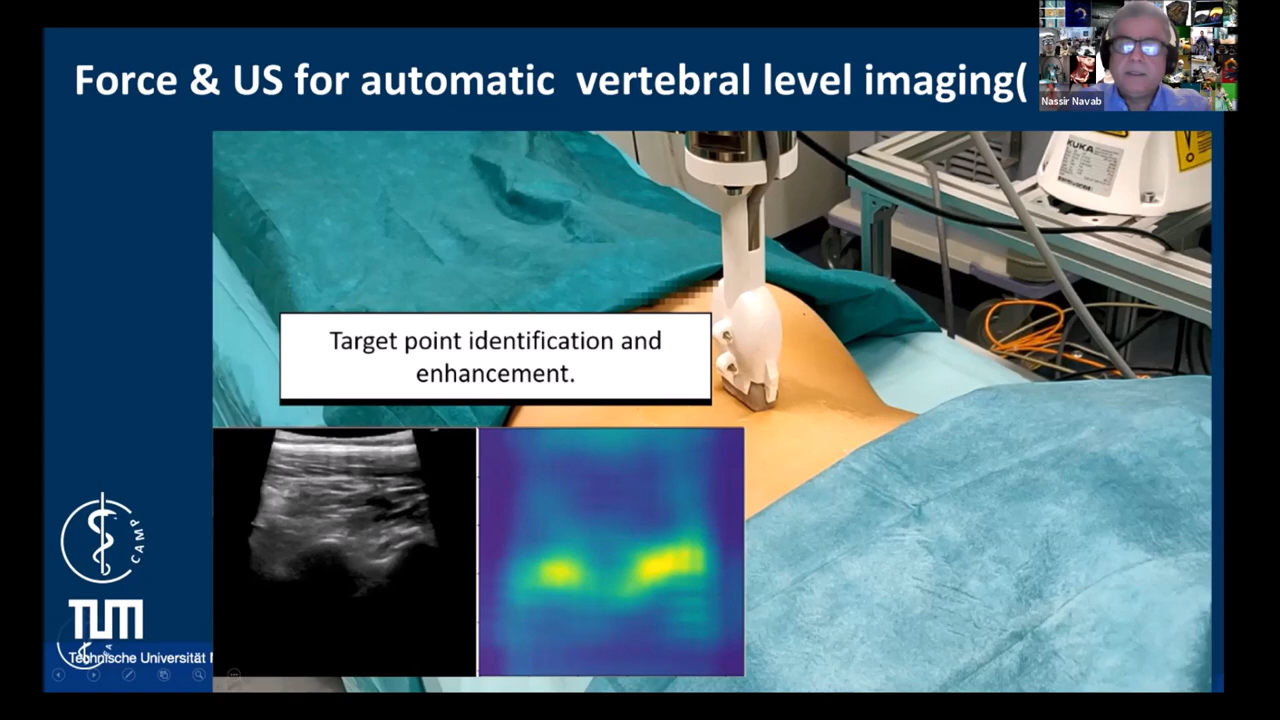 Force & US for automatic  vertebral level imaging(
Nassir Navab
KUKA
Target point identification and
enhancement.
CAMP
TUM
Technische Universität